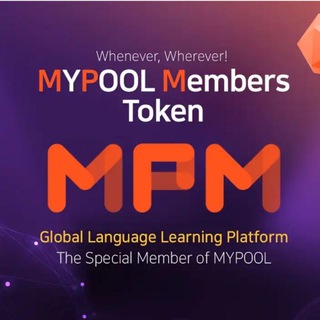 Whenever, Wherever!
MYPOOL Members
Token
MPM
Global Language Learning Platform
The Special Member of MYPOOL